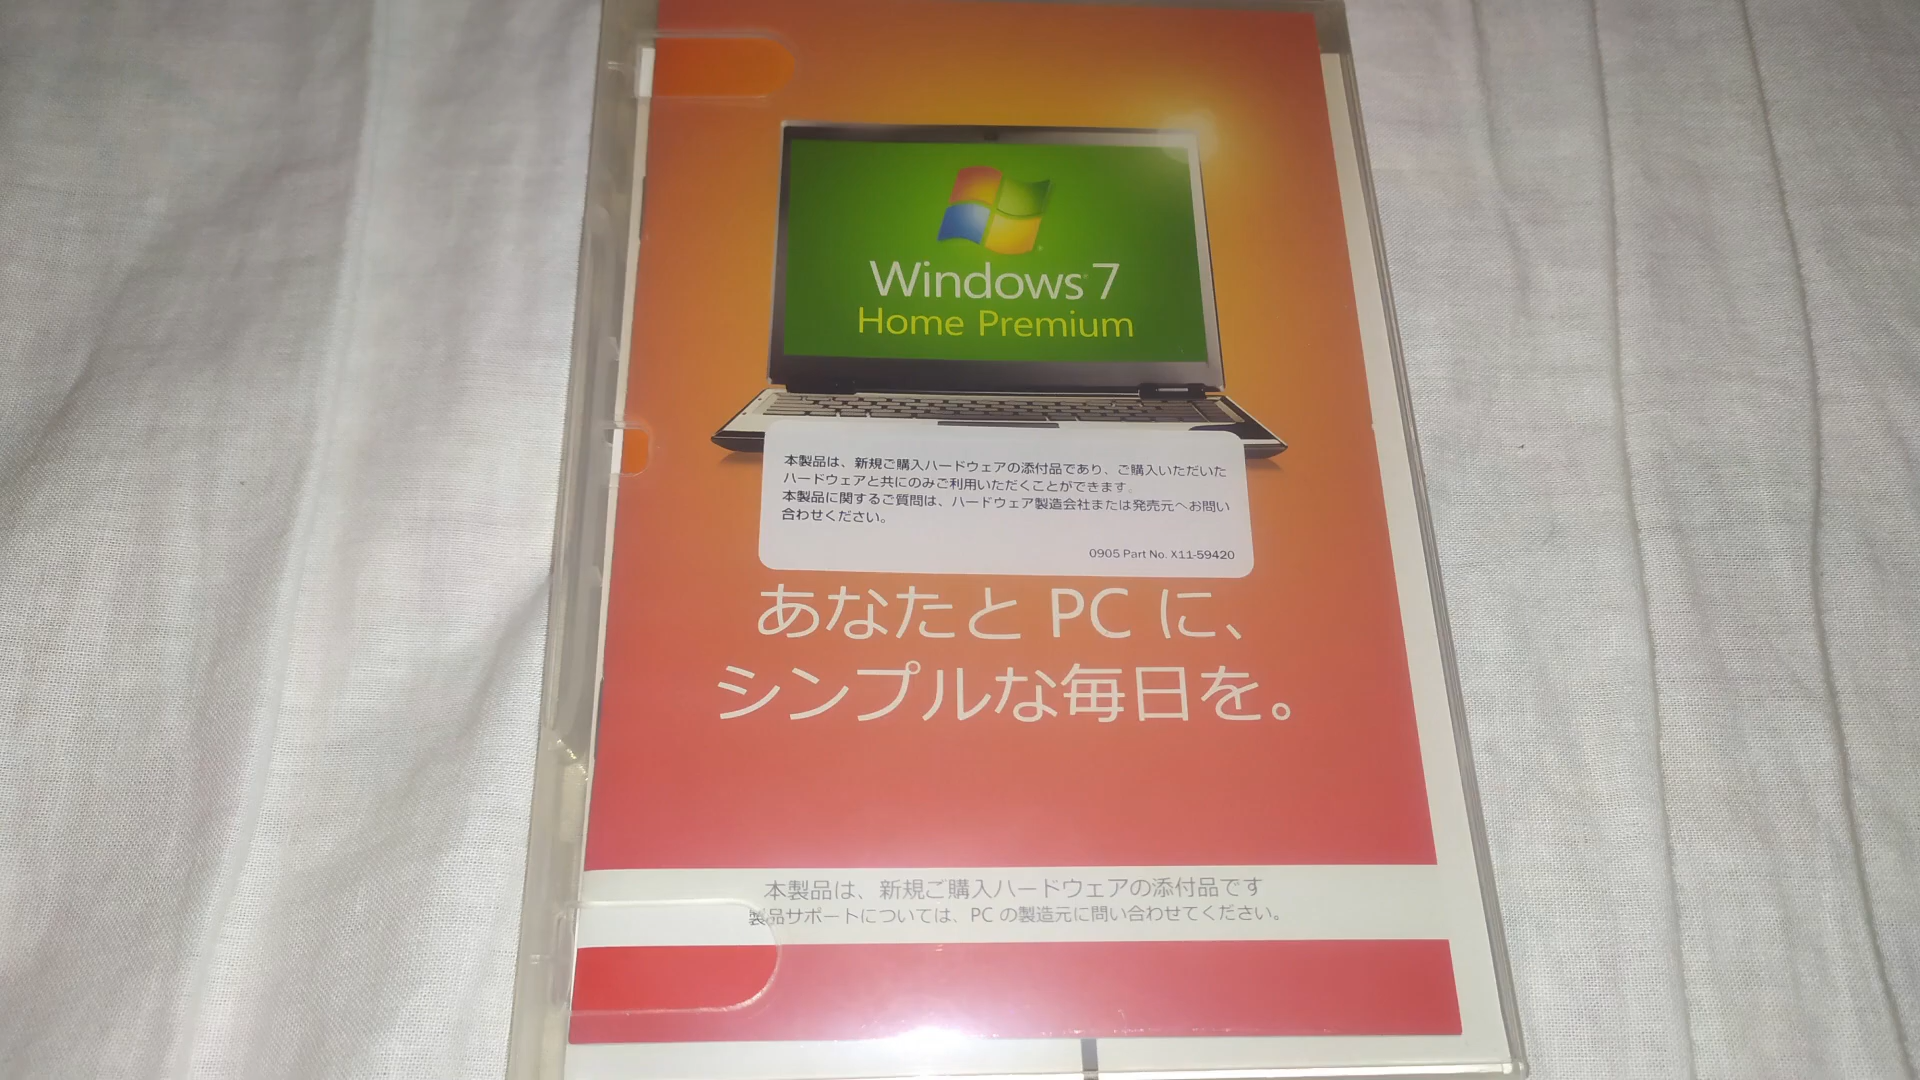 Windows 7
Home Premium
本製品は、新規ご購入ハードウェアの添付品であり、ご購入いただいた
ハードウェアと共にのみご利用いただくことができます。
本製品に関するご質問は、ハードウェア製造会社または発売元へお問い
合わせください。
0905 Part No. X11-59420
あなたと PC に、
シンプルな毎日を。
本製品は、新規ご購入ハードウェアの添付品です
製品サポートについては、PC の製造元に問い合わせてください。